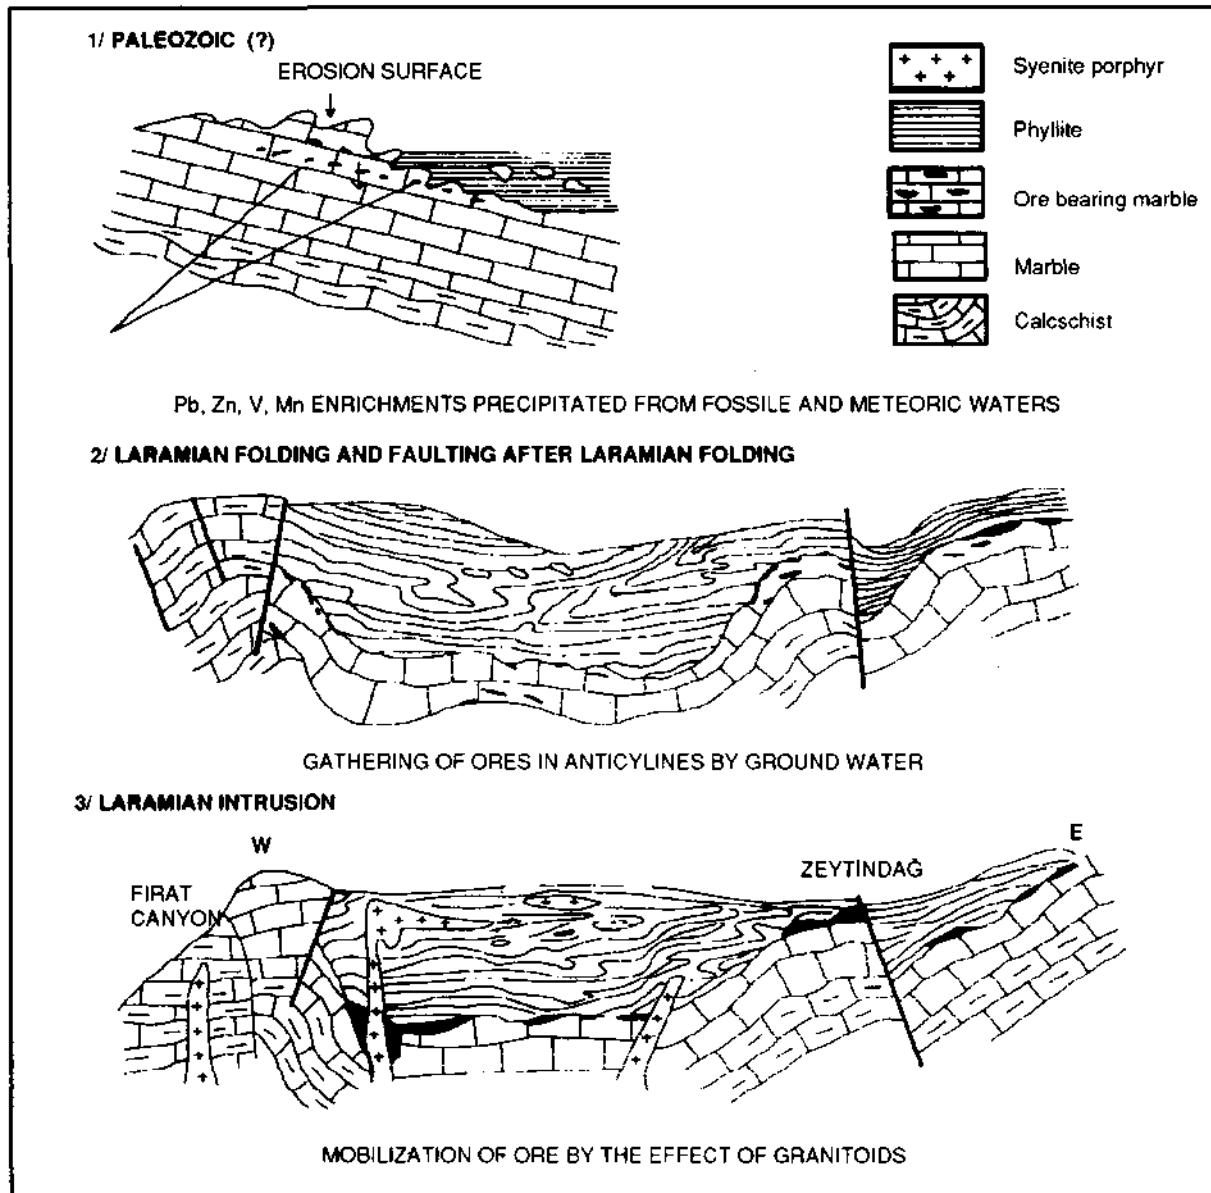 1/ PALEOZOIC (?)
EROSION SURFACE
Syenite porphyr
Phyllite
Ore bearing marble
Marble
Calcschist
Pb, Zn, V, Mn ENRICHMENTS PRECIPITATED FROM FOSSILE AND METEORIC WATERS
2/ LARAMIAN FOLDING AND FAULTING AFTER LARAMIAN FOLDING
GATHERING OF ORES IN ANTICYLINES BY GROUND WATER
3/ LARAMIAN INTRUSION
W
E
FIRAT
CANYON
ZEYTİNDAĞ
MOBILIZATION OF ORE BY THE EFFECT OF GRANITOIDS